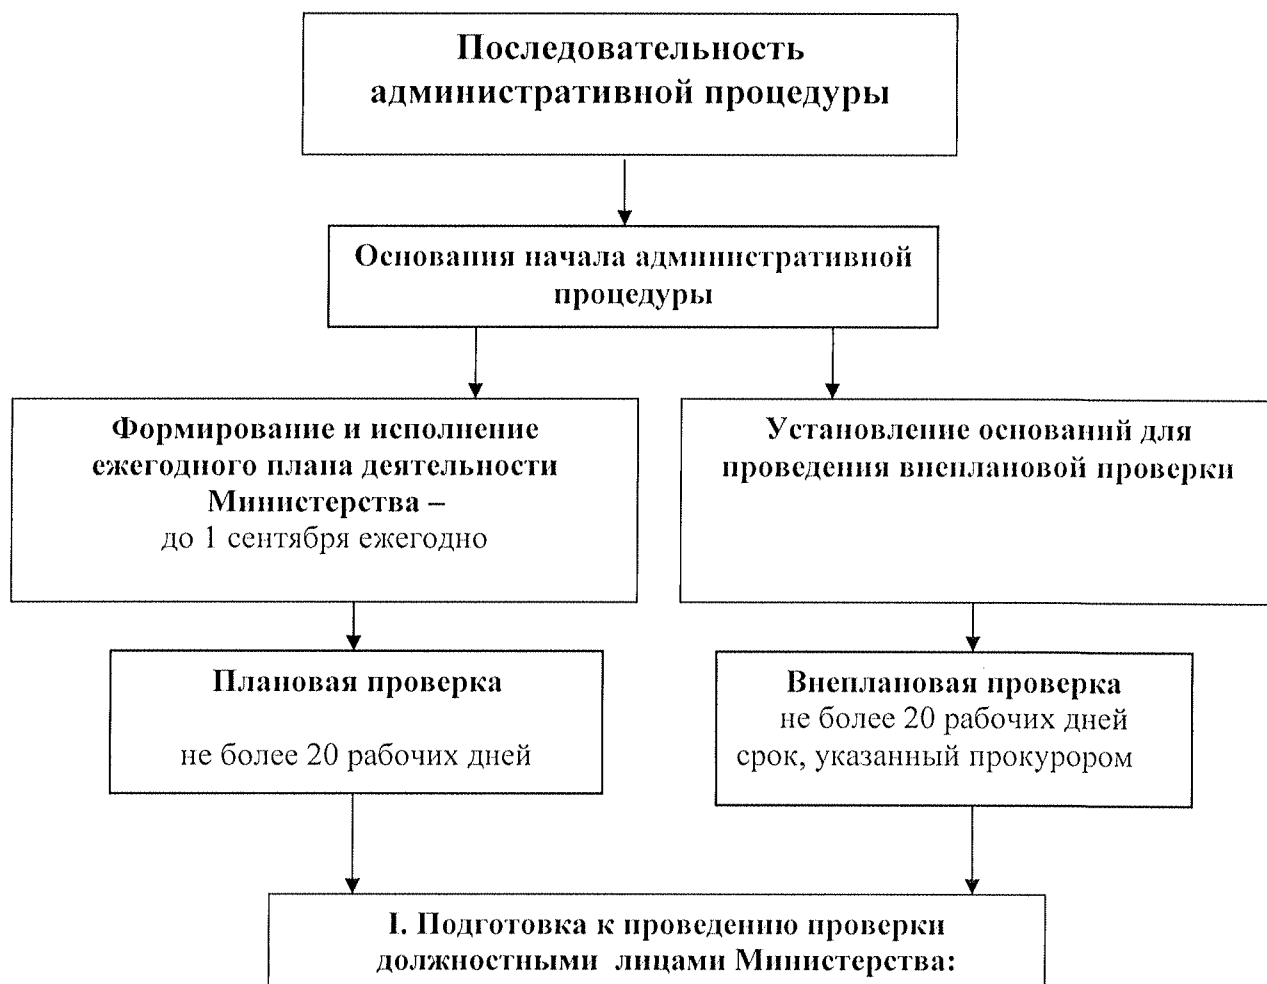 Последовательность
административной процедуры
Основания начала административной
процедуры
Формирование и исполнение
ежегодного плана деятельности
Министерства –
до 1 сентября ежегодно
Установление оснований для
проведения внеплановой проверки
Плановая проверка
не более 20 рабочих дней
Внеплановая проверка
не более 20 рабочих дней
срок, указанный прокурором
I. Подготовка к проведению проверки
должностными лицами Министерства: